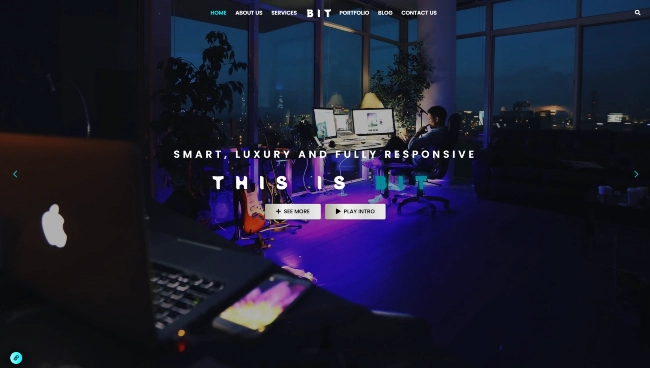 HOME ABOUT US SERVICES BIT PORTFOLIO BLOG CONTACT US
SMART, LUXURY AND FULLY RESPONSIVE
THIS IS BIT
SEE MORE PLAY INTRO